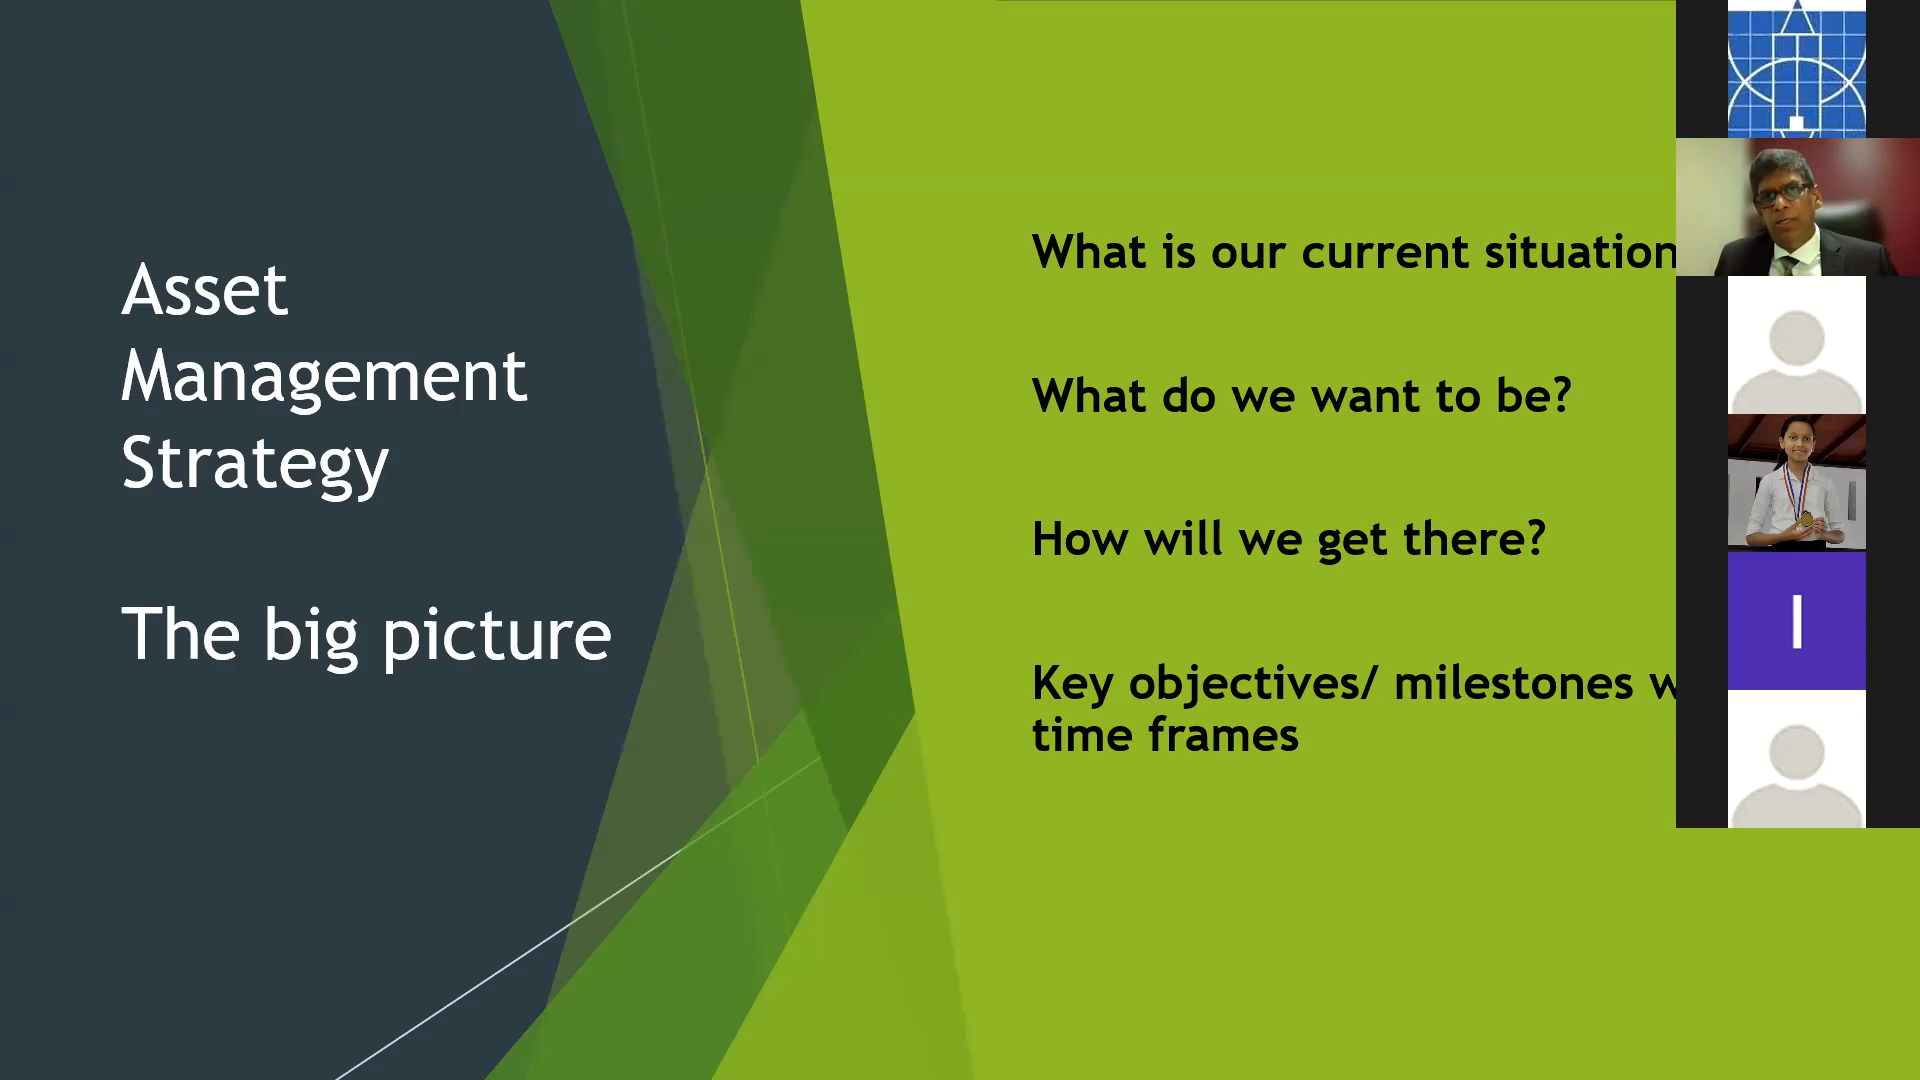 Asset
Management
Strategy
The big picture
What is our current situation
What do we want to be?
How will we get there?
Key objectives/ milestones w
time frames
I